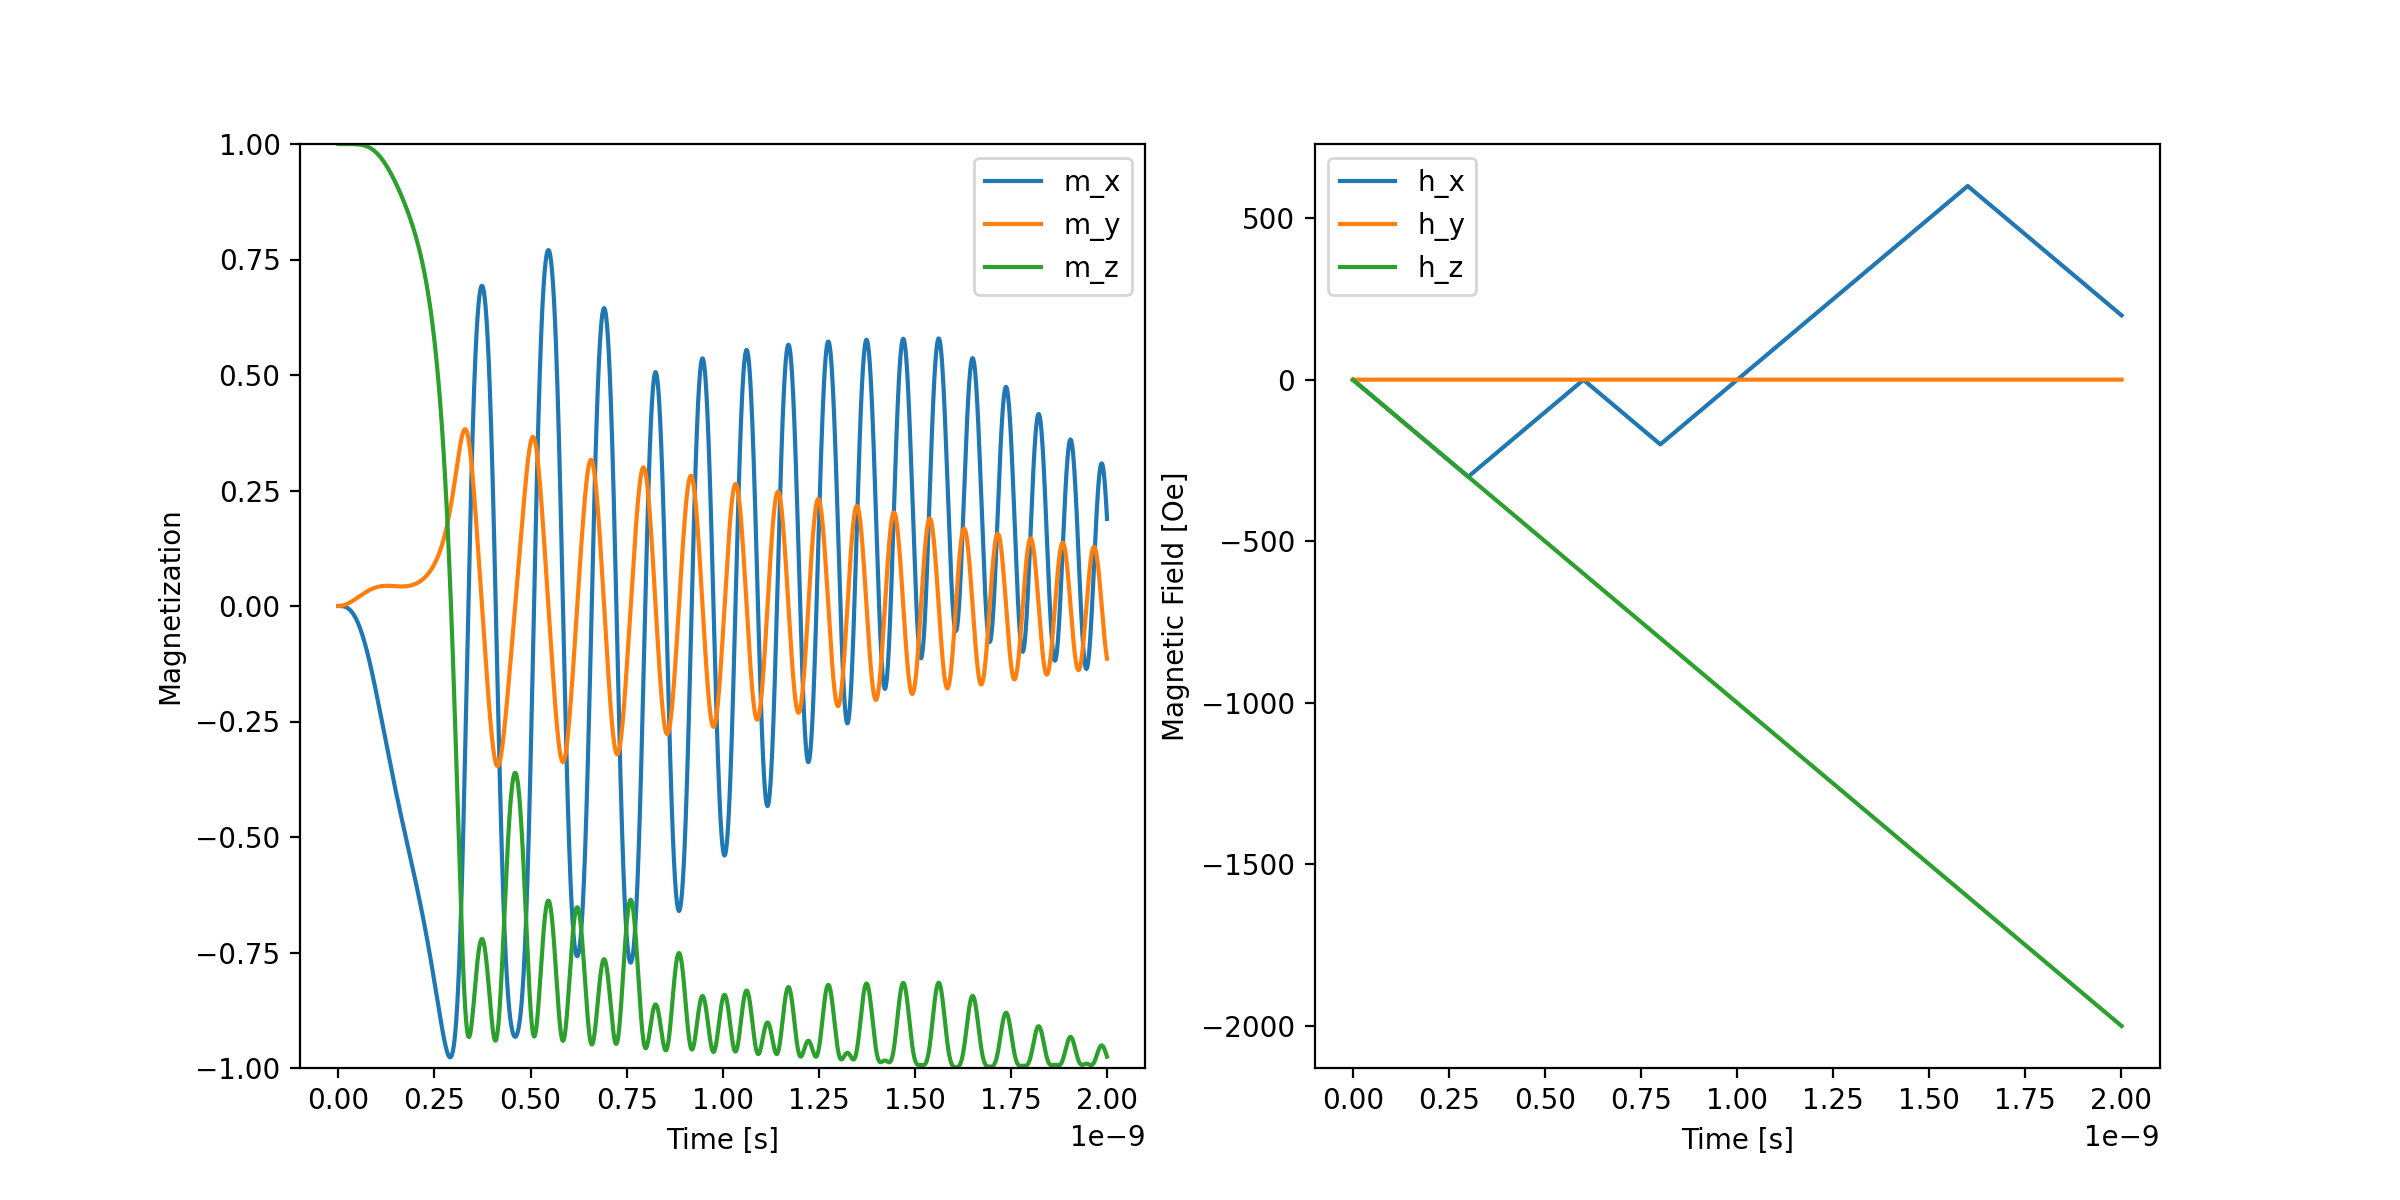 1.00
0.75
0.50
0.25
0.00
−0.25
−0.50
−0.75
−1.00
Magnetization
m_x
m_y
m_z
0.00 0.25 0.50 0.75 1.00 1.25 1.50 1.75 2.00
Time [s]
1e−9
500
0
−500
−1000
−1500
−2000
Magnetic Field [Oe]
h_x
h_y
h_z
0.00 0.25 0.50 0.75 1.00 1.25 1.50 1.75 2.00
Time [s]
1e−9